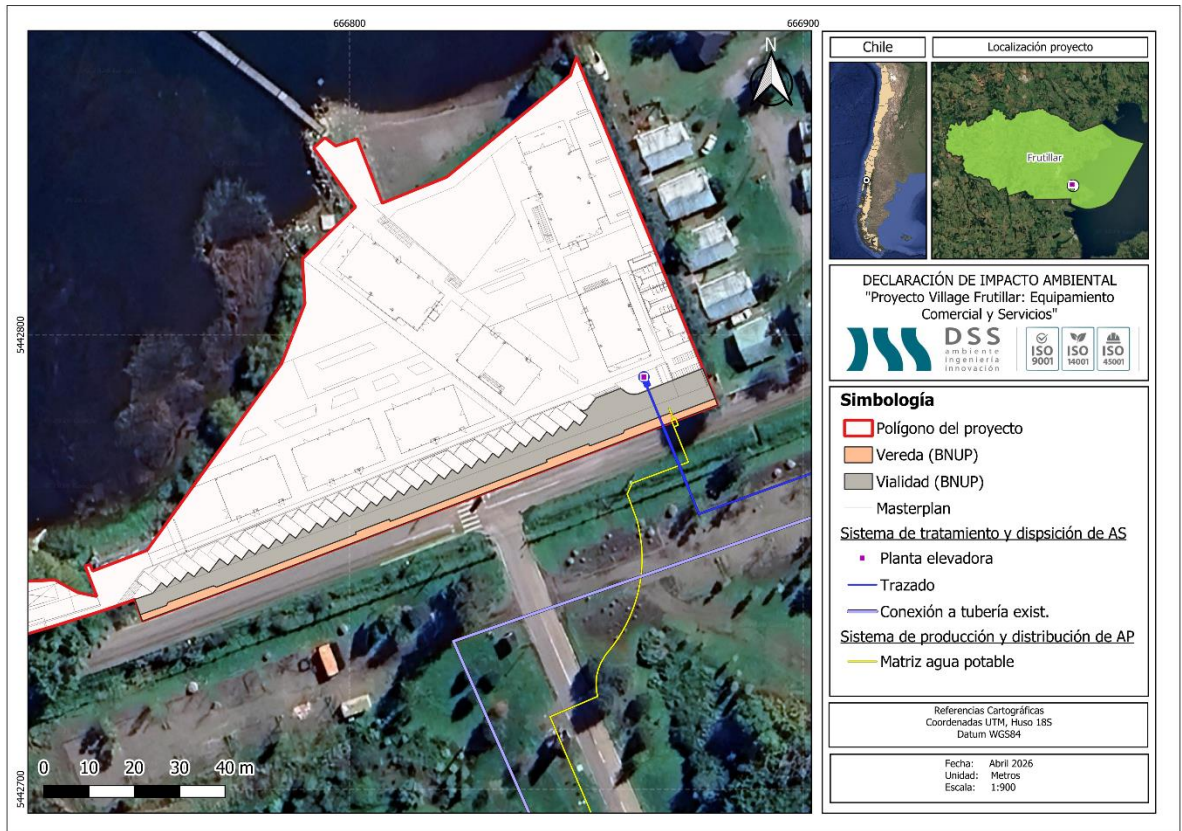 666800
666900
5442800
5442700
N
0 10 20 30 40 m
Chile
Localización proyecto
Frutillar
DECLARACIÓN DE IMPACTO AMBIENTAL
"Proyecto Village Frutillar: Equipamiento
Comercial y Servicios"
DSS
ambiente
ingeniería
innovación
ISO
9001
ISO
14001
ISO
45001
Simbología
Polígono del proyecto
Vereda (BNUP)
Vialidad (BNUP)
Masterplan
Sistema de tratamiento y dispsición de AS
Planta elevadora
Trazado
Conexión a tubería exist.
Sistema de producción y distribución de AP
Matriz agua potable
Referencias Cartográficas
Coordenadas UTM, Huso 18S
Datum WGS84
Fecha: Abril 2026
Unidad: Metros
Escala: 1:900